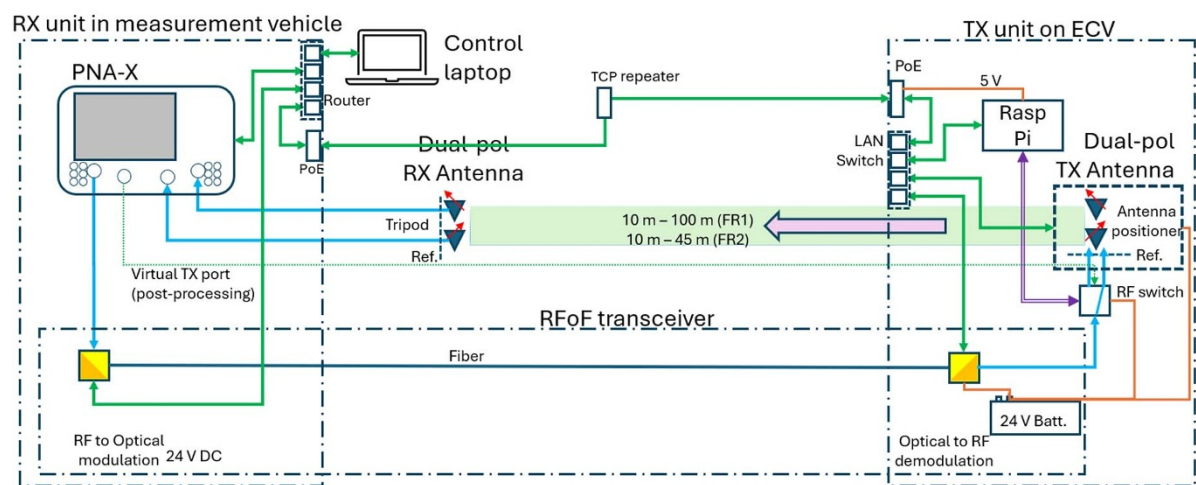 RX unit in measurement vehicle
TX unit on ECV
PNA-X
Control
laptop
Router
PoE
TCP repeater
PoE
5 V
Rasp
Pi
LAN
Switch
Dual-pol
RX Antenna
Dual-pol
TX Antenna
Tripod
Ref.
10 m – 100 m (FR1)
10 m – 45 m (FR2)
Antenna
positioner
Ref.
Virtual TX port
(post-processing)
RF switch
RFoF transceiver
Fiber
24 V Batt.
RF to Optical
modulation 24 V DC
Optical to RF
demodulation